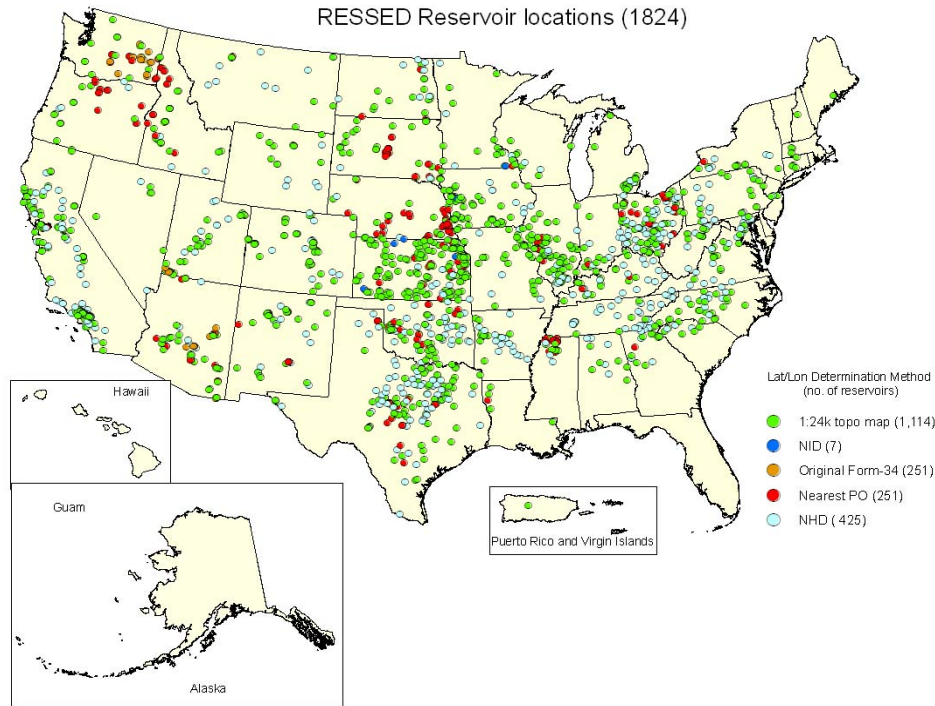 RESSED Reservoir locations (1824)
Hawaii
Guam
Alaska
Puerto Rico and Virgin Islands
Lat/Lon Determination Method
(no. of reservoirs)
1:24k topo map (1,114)
NID (7)
Original Form-34 (251)
Nearest PO (251)
NHD ( 425)